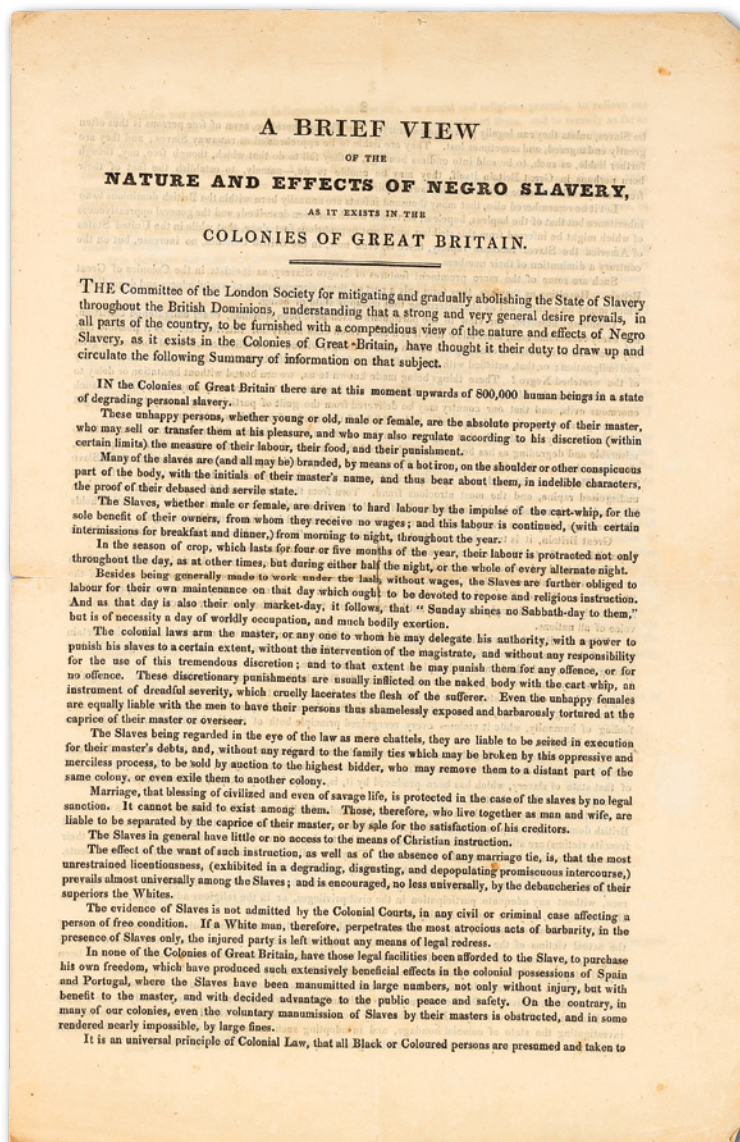 A BRIEF VIEW
OF THE
NATURE AND EFFECTS OF NEGRO SLAVERY,
AS IT EXISTS IN THE
COLONIES OF GREAT BRITAIN.
THE Committee of the London Society for mitigating and gradually abolishing the State of Slavery
throughout the British Dominions, understanding that a strong and very general desire prevails, in
all parts of the country, to be furnished with a compendious view of the nature and effects of Negro
Slavery, as it exists in the Colonies of Great Britain, have thought it their duty to draw up and
circulate the following Summary of information on that subject.
IN the Colonies of Great Britain there are at this moment upwards of 800,000 human beings in a state
of degrading personal slavery.
These unhappy persons, whether young or old, male or female, are the absolute property of their master,
who may sell or transfer them at his pleasure, and who may also regulate according to his discretion (within
certain limits) the measure of their labour, their food, and their punishment.
Many of the slaves are (and all may be) branded, by means of a hot iron, on the shoulder or other conspicuous
part of the body, with the initials of their master's name, and thus bear about them, in indelible characters,
the proof of their debased and servile state.
The Slaves, whether male or female, are driven to hard labour by the impulse of the cart-whip, for the
sole benefit of their owners, from whom they receive no wages; and this labour is continued, (with certain
intermissions for breakfast and dinner,) from morning to night, throughout the year.
In the season of crop, which lasts for four or five months of the year, their labour is protracted not only
throughout the day, as at other times, but during either half the night, or the whole of every alternate night.
Besides being generally made to work under the lash, without wages, the Slaves are further obliged to
labour for their own maintenance on that day which ought to be devoted to repose and religious instruction.
And as that day is also their only market-day, it follows, that " Sunday shines no Sabbath-day to them,"
but is of necessity a day of worldly occupation, and much bodily exertion.
The colonial laws arm the master, or any one to whom he may delegate his authority, with a power to
punish his slaves to a certain extent, without the intervention of the magistrate, and without any responsibility
for the use of this tremendous discretion; and to that extent he may punish them for any offence, or for
no offence. These discretionary punishments are usually inflicted on the naked body with the cart-whip, an
instrument of dreadful severity, which cruelly lacerates the flesh of the sufferer. Even the unhappy females
are equally liable with the men to have their persons thus shamelessly exposed and barbarously tortured at the
caprice of their master or overseer.
The Slaves being regarded in the eye of the law as mere chattels, they are liable to be seized in execution
for their master's debts, and, without any regard to the family ties which may be broken by this oppressive and
merciless process, to be sold by auction to the highest bidder, who may remove them to a distant part of the
same colony, or even exile them to another colony.
Marriage, that blessing of civilized and even of savage life, is protected in the case of the slaves by no legal
sanction. It cannot be said to exist among them. Those, therefore, who live together as man and wife, are
liable to be separated by the caprice of their master, or by sale for the satisfaction of his creditors.
The Slaves in general have little or no access to the means of Christian instruction.
The effect of the want of such instruction, as well as of the absence of any marriage tie, is, that the most
unrestrained licentiousness, (exhibited in a degrading, disgusting, and depopulating promiscuous intercourse,)
prevails almost universally among the Slaves; and is encouraged, no less universally, by the debaucheries of their
superiors the Whites.
The evidence of Slaves is not admitted by the Colonial Courts, in any civil or criminal case affecting a
person of free condition. If a White man, therefore, perpetrates the most atrocious acts of barbarity, in the
presence of Slaves only, the injured party is left without any means of legal redress.
In none of the Colonies of Great Britain, have those legal facilities been afforded to the Slave, to purchase
his own freedom, which have produced such extensively beneficial effects in the colonial possessions of Spain
and Portugal, where the Slaves have been manumitted in large numbers, not only without injury, but with
benefit to the master, and with decided advantage to the public peace and safety. On the contrary, in
many of our colonies, even the voluntary manumission of Slaves by their masters is obstructed, and in some
rendered nearly impossible, by large fines.
It is an universal principle of Colonial Law, that all Black or Coloured persons are presumed and taken to